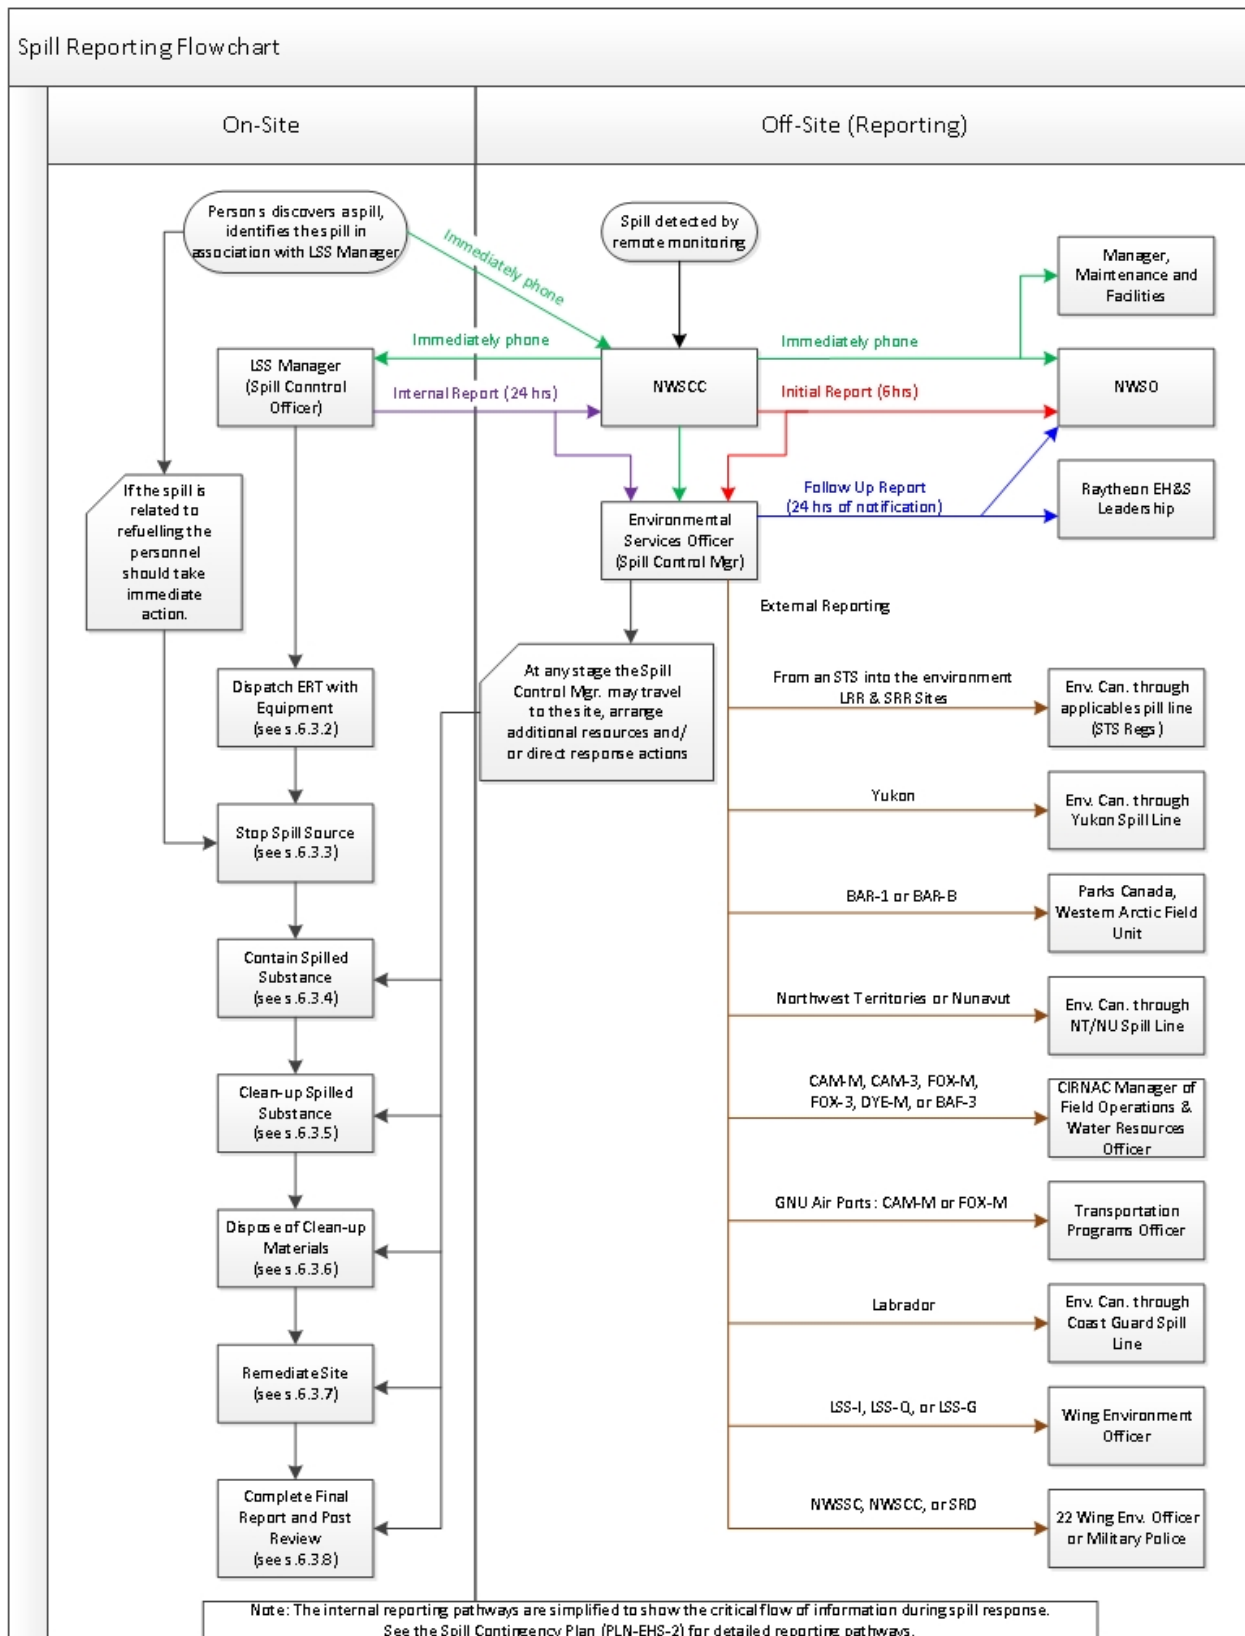 Spill Reporting Flowchart
On-Site
Off-Site (Reporting)
Persons discovers a spill,
identifies the spill in
association with LSS Manager
Immediately phone
Spill detected by
remote monitoring
Manager,
Maintenance and
Facilities
Immediately phone
Immediately phone
LSS Manager
(Spill Conntrol
Officer)
Internal Report (24 hrs)
NWSCC
Initial Report (6hrs)
NWSO
If the spill is
related to
refuelling the
personnel
should take
immediate
action.
Environmental
Services Officer
(Spill Control Mgr)
Follow Up Report
(24 hrs of notification)
Raytheon EH&S
Leadership
External Reporting
At any stage the Spill
Control Mgr. may travel
to the site, arrange
additional resources and/
or direct response actions
Dispatch ERT with
Equipment
(see s.6.3.2)
From an STS into the environment
LRR & SRR Sites
Env. Can. through
applicables spill line
(STS Regs)
Stop Spill Source
(see s.6.3.3)
Yukon
Env. Can. through
Yukon Spill Line
BAR-1 or BAR-B
Parks Canada,
Western Arctic Field
Unit
Contain Spilled
Substance
(see s.6.3.4)
Northwest Territories or Nunavut
Env. Can. through
NT/NU Spill Line
Clean-up Spilled
Substance
(see s.6.3.5)
CAM-M, CAM-3, FOX-M,
FOX-3, DYE-M, or BAF-3
CIRNAC Manager of
Field Operations &
Water Resources
Officer
Dispose of Clean-up
Materials
(see s.6.3.6)
GNU Air Ports: CAM-M or FOX-M
Transportation
Programs Officer
Labrador
Env. Can. through
Coast Guard Spill
Line
Remediate Site
(see s.6.3.7)
LSS-I, LSS-Q, or LSS-G
Wing Environment
Officer
Complete Final
Report and Post
Review
(see s.6.3.8)
NWSSC, NWSCC, or SRD
22 Wing Env. Officer
or Military Police
Note: The internal reporting pathways are simplified to show the critical flow of information during spill response.
See the Spill Contingency Plan (PLN-EHS-2) for detailed reporting pathways.